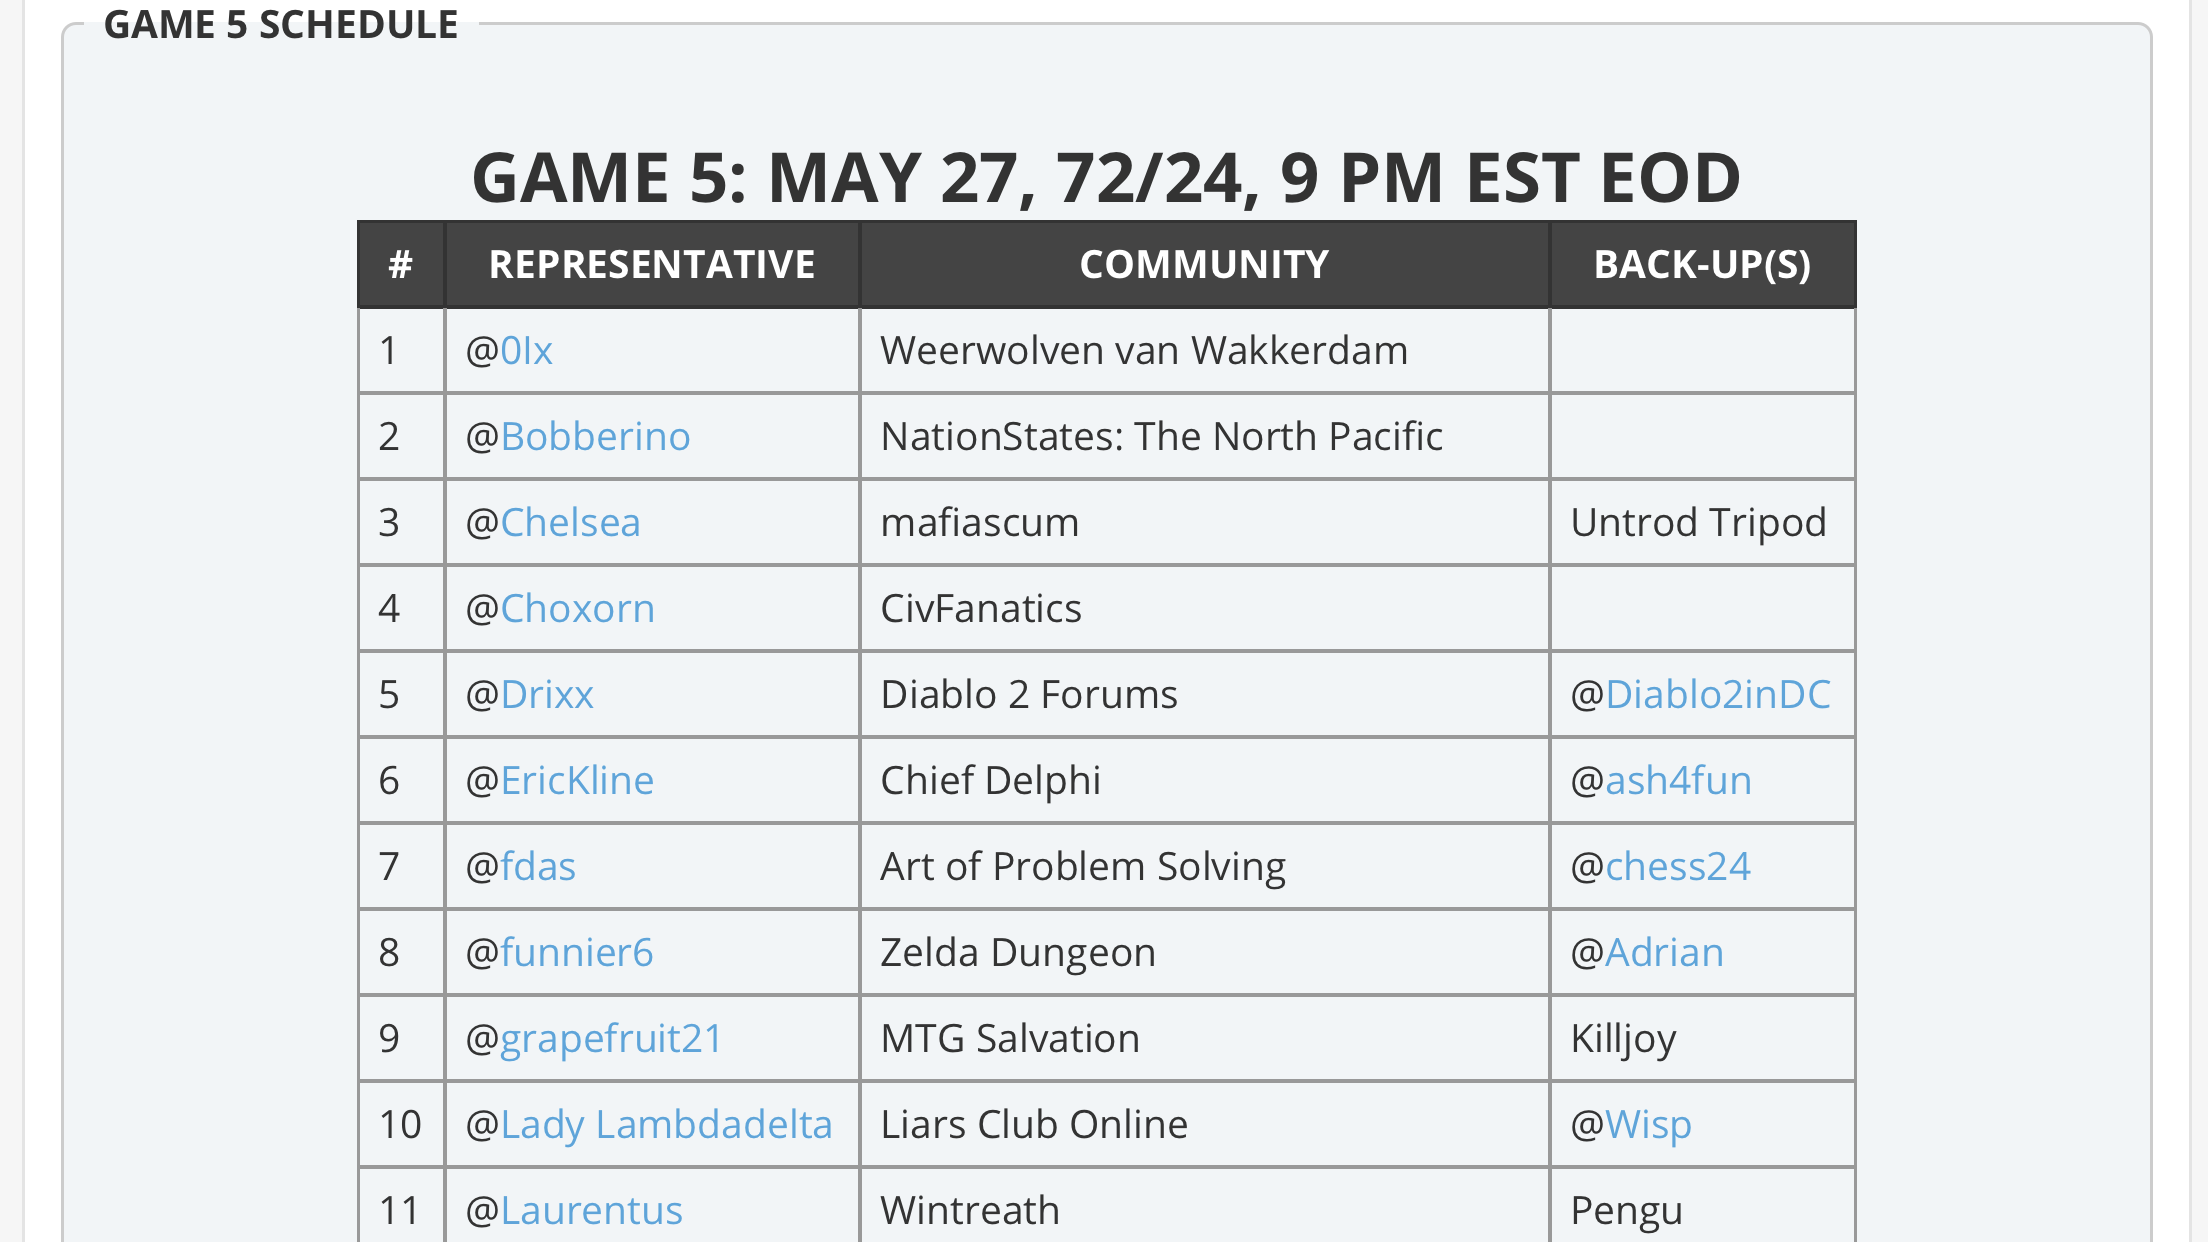 GAME 5 SCHEDULE
GAME 5: MAY 27, 72/24, 9 PM EST EOD
# REPRESENTATIVE COMMUNITY BACK-UP(S)
1 @0Ix Weerwolven van Wakkerdam
2 @Bobberino NationStates: The North Pacific
3 @Chelsea mafiascum Untrod Tripod
4 @Choxorn CivFanatics
5 @Drixx Diablo 2 Forums @Diablo2inDC
6 @EricKline Chief Delphi @ash4fun
7 @fdas Art of Problem Solving @chess24
8 @funnier6 Zelda Dungeon @Adrian
9 @grapefruit21 MTG Salvation Killjoy
10 @Lady Lambdadelta Liars Club Online @Wisp
11 @Laurentus Wintreath Pengu